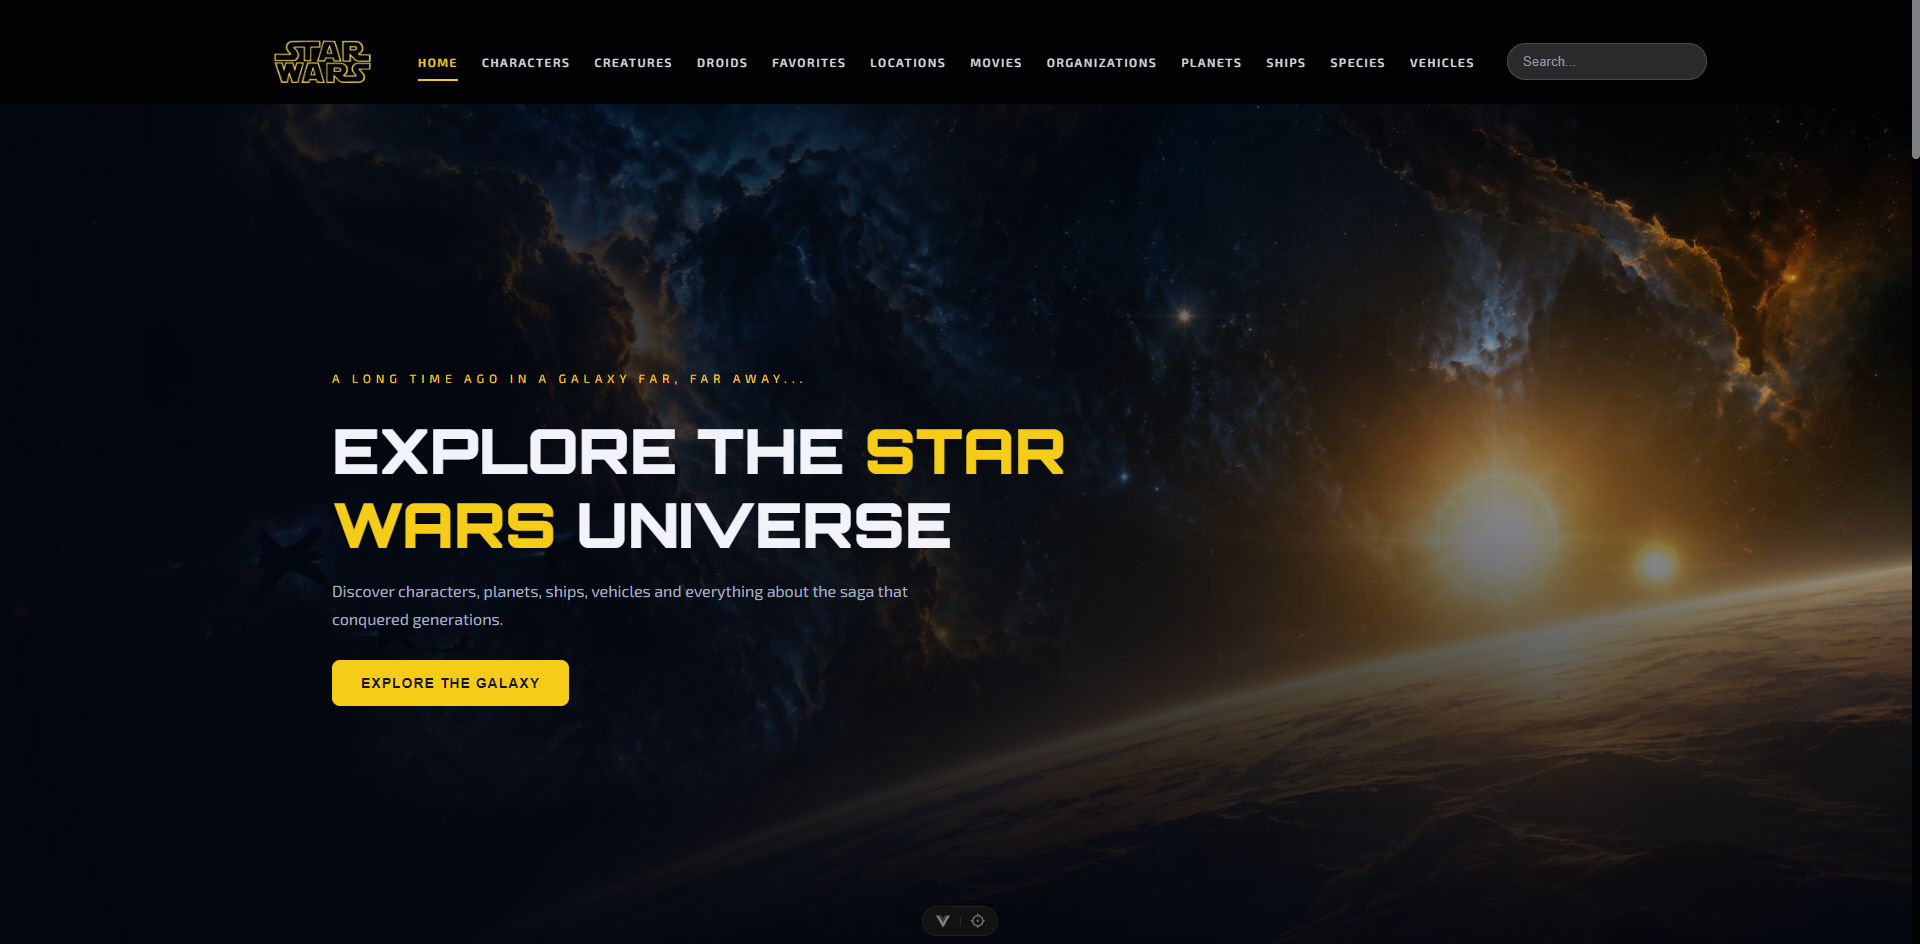 STAR
WARS
HOME CHARACTERS CREATURES DROIDS FAVORITES LOCATIONS MOVIES ORGANIZATIONS PLANETS SHIPS SPECIES VEHICLES Search...
A LONG TIME AGO IN A GALAXY FAR, FAR AWAY...
EXPLORE THE STAR
WARS UNIVERSE
Discover characters, planets, ships, vehicles and everything about the saga that
conquered generations.
EXPLORE THE GALAXY